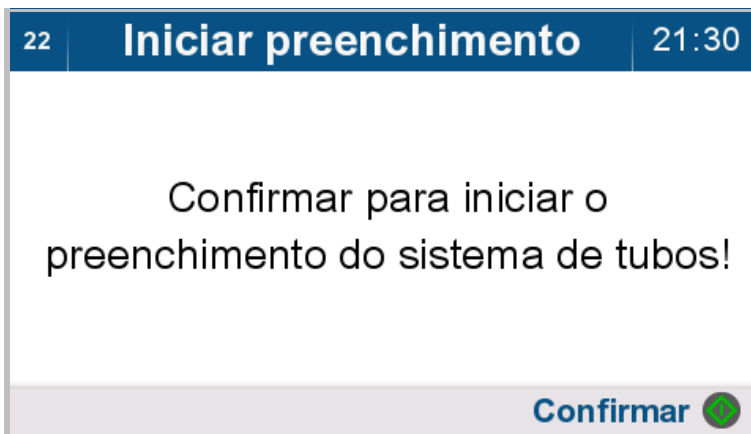 22 Iniciar preenchimento 21:30
Confirmar para iniciar o
preenchimento do sistema de tubos!
Confirmar